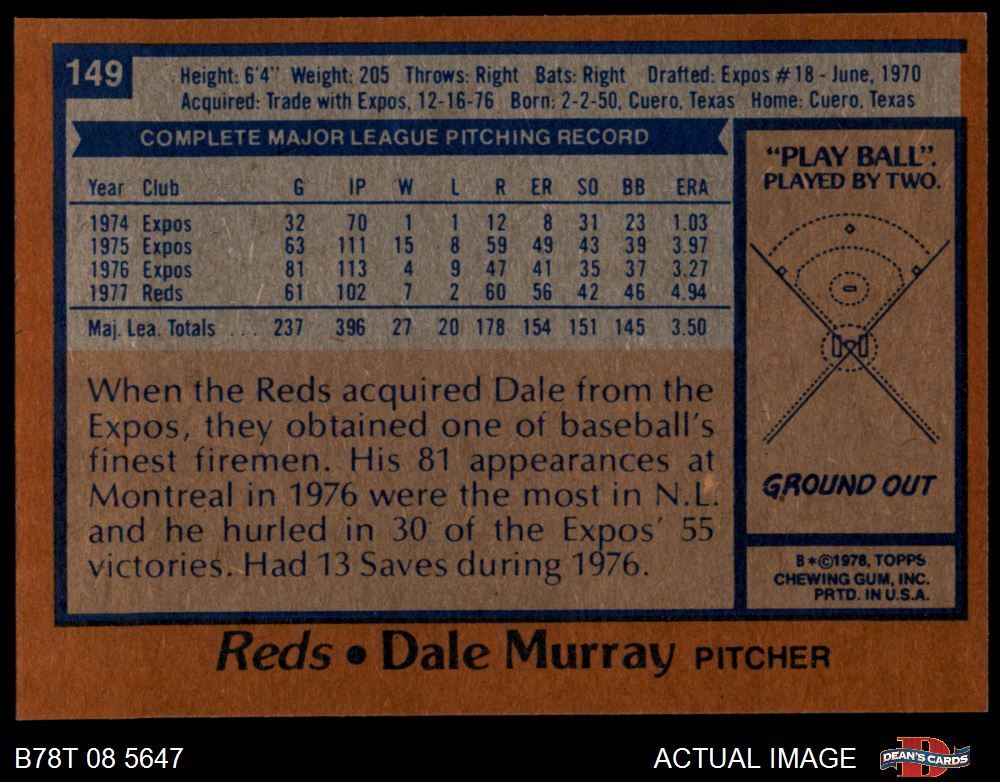 149
Height: 6'4" Weight: 205 Throws: Right Bats: Right Drafted: Expos #18 - June, 1970
Acquired: Trade with Expos, 12-16-76 Born: 2-2-50, Cuero, Texas Home: Cuero, Texas
COMPLETE MAJOR LEAGUE PITCHING RECORD
Year Club G IP W L R ER SO BB ERA
1974 Expos 32 70 1 1 12 8 31 23 1.03
1975 Expos 63 111 15 8 59 49 43 39 3.97
1976 Expos 81 113 4 9 47 41 35 37 3.27
1977 Reds 61 102 7 2 60 56 42 46 4.94
Maj. Lea. Totals . . . 237 396 27 20 178 154 151 145 3.50
When the Reds acquired Dale from the
Expos, they obtained one of baseball's
finest firemen. His 81 appearances at
Montreal in 1976 were the most in N.L.
and he hurled in 30 of the Expos' 55
victories. Had 13 Saves during 1976.
"PLAY BALL".
PLAYED BY TWO.
GROUND OUT
B*©1978, TOPPS
CHEWING GUM, INC.
PRTD. IN U.S.A.
Reds • Dale Murray PITCHER
B78T 08 5647
ACTUAL IMAGE
DEAN'S CARDS